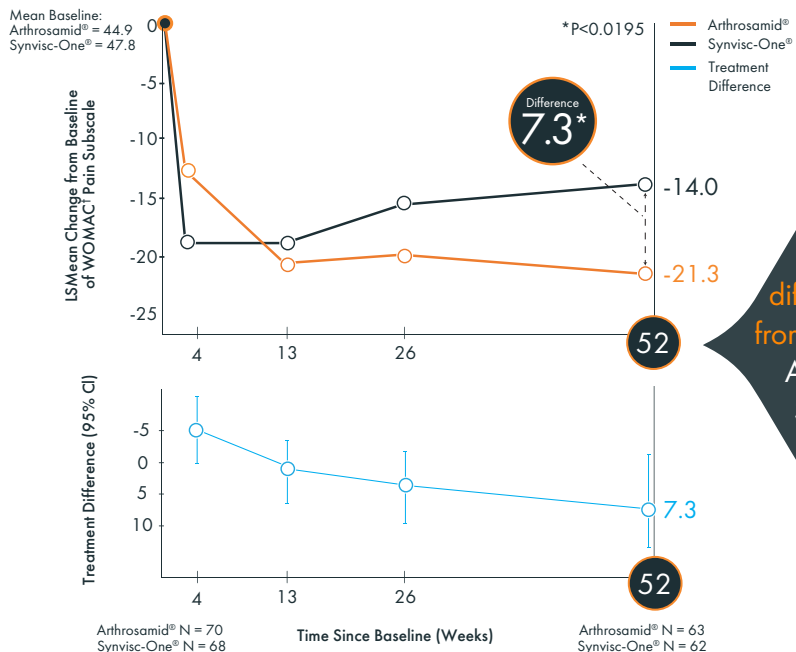 Mean Baseline:
Arthrosamid® = 44.9
Synvisc-One® = 47.8
*P<0.0195
Arthrosamid®
Synvisc-One®
Treatment
Difference
LSMean Change from Baseline
of WOMAC† Pain Subscale
0
-5
-10
-15
-20
-25
Difference
7.3*
-14.0
-21.3
4
13
26
52
dif
from
A
Treatment Difference (95% CI)
-5
0
5
10
7.3
4
13
26
52
Arthrosamid® N = 70
Synvisc-One® N = 68
Time Since Baseline (Weeks)
Arthrosamid® N = 63
Synvisc-One® N = 62